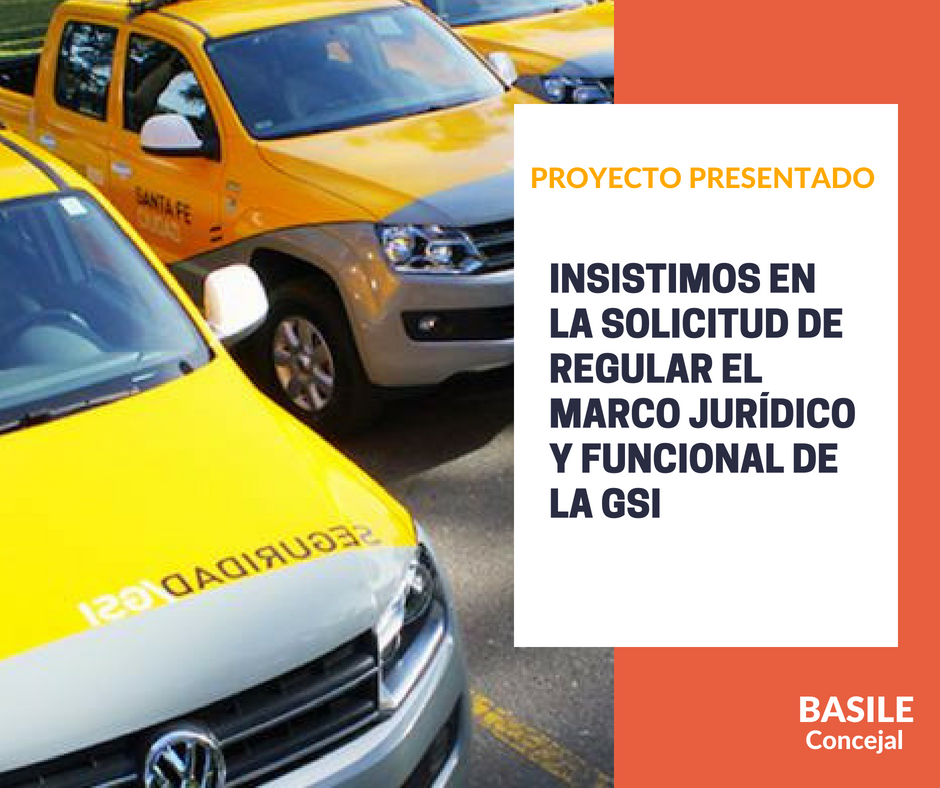 PROYECTO PRESENTADO
INSISTIMOS EN
LA SOLICITUD DE
REGULAR EL
MARCO JURÍDICO
Y FUNCIONAL DE
LA GSI
BASILE
Concejal
SANTA FE
CIUDAD
SEGURIDAD/GSI